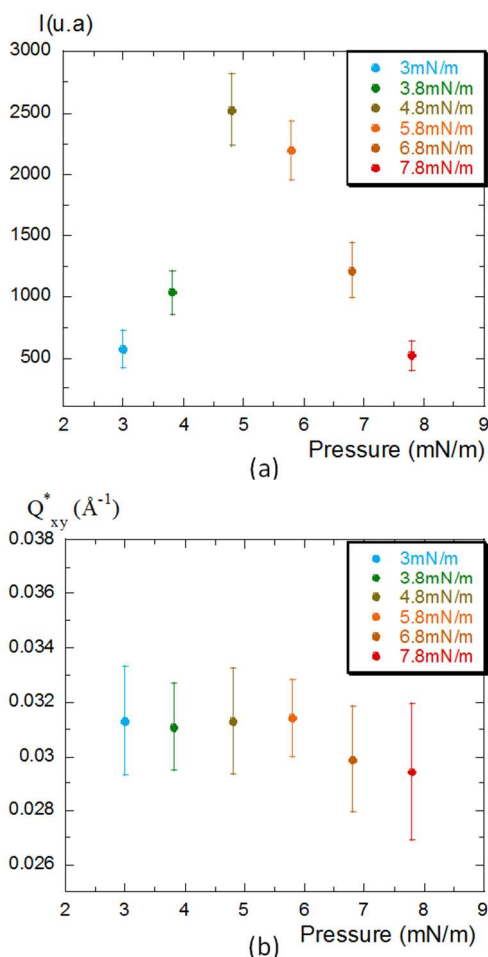 I(u.a)
3000
2500
2000
1500
1000
500
2 3 4 5 6 7 8 9
Pressure (mN/m)
3mN/m
3.8mN/m
4.8mN/m
5.8mN/m
6.8mN/m
7.8mN/m
(a)
Q*xy (Å-1)
0.038
0.036
0.034
0.032
0.03
0.028
0.026
2 3 4 5 6 7 8 9
Pressure (mN/m)
3mN/m
3.8mN/m
4.8mN/m
5.8mN/m
6.8mN/m
7.8mN/m
(b)